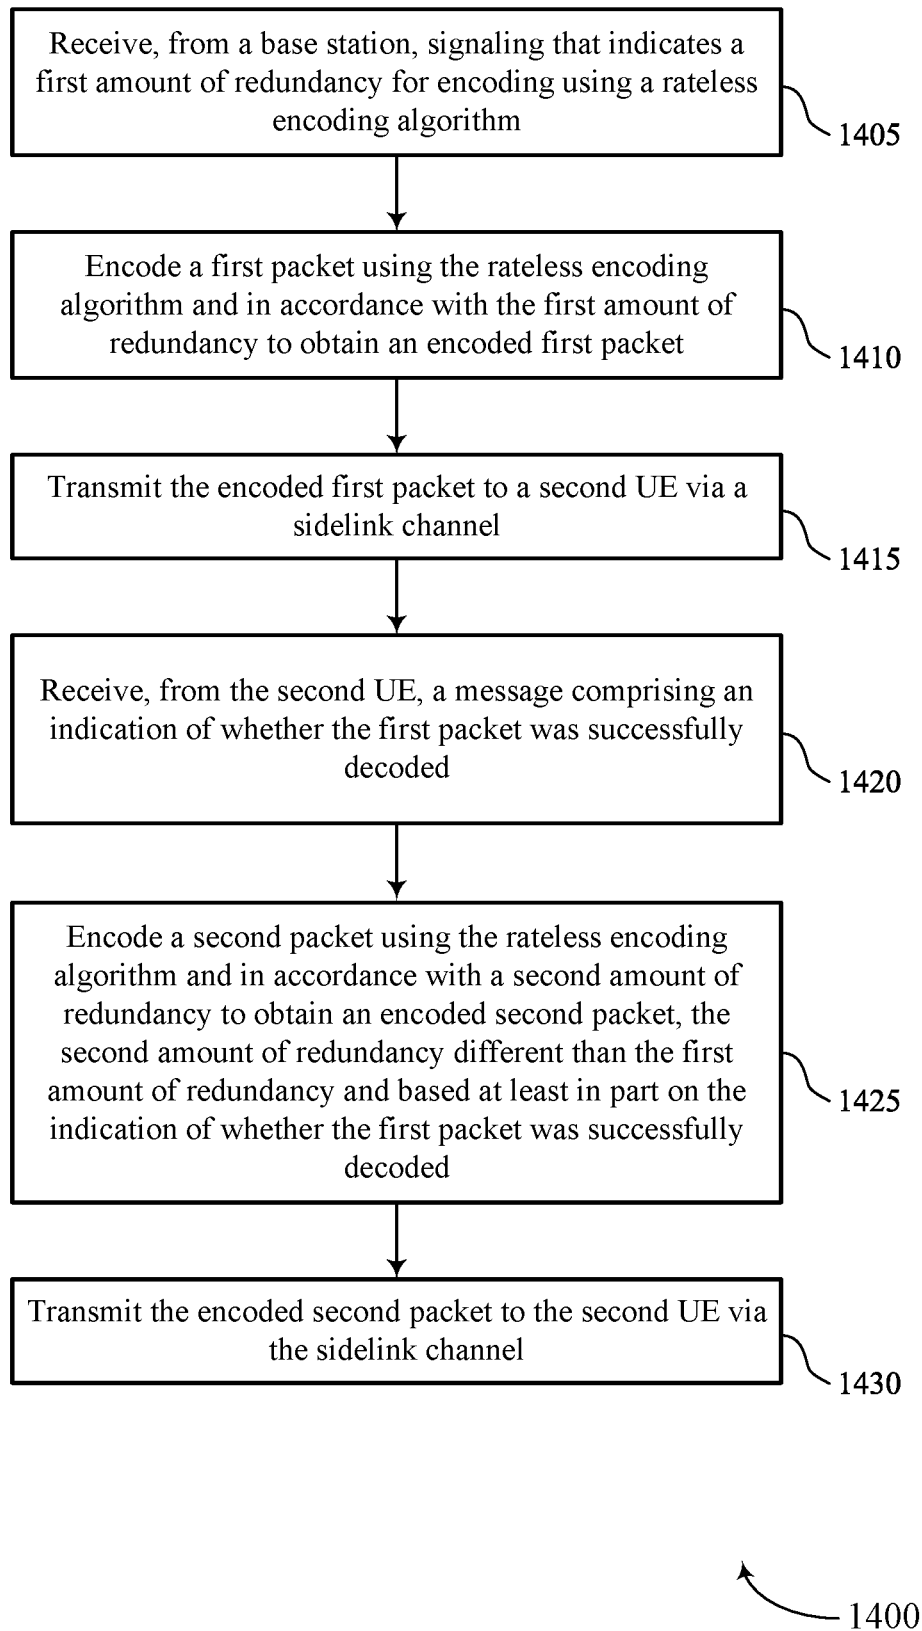 Receive, from a base station, signaling that indicates a
first amount of redundancy for encoding using a rateless
encoding algorithm
1405
Encode a first packet using the rateless encoding
algorithm and in accordance with the first amount of
redundancy to obtain an encoded first packet
1410
Transmit the encoded first packet to a second UE via a
sidelink channel
1415
Receive, from the second UE, a message comprising an
indication of whether the first packet was successfully
decoded
1420
Encode a second packet using the rateless encoding
algorithm and in accordance with a second amount of
redundancy to obtain an encoded second packet, the
second amount of redundancy different than the first
amount of redundancy and based at least in part on the
indication of whether the first packet was successfully
decoded
1425
Transmit the encoded second packet to the second UE via
the sidelink channel
1430
1400